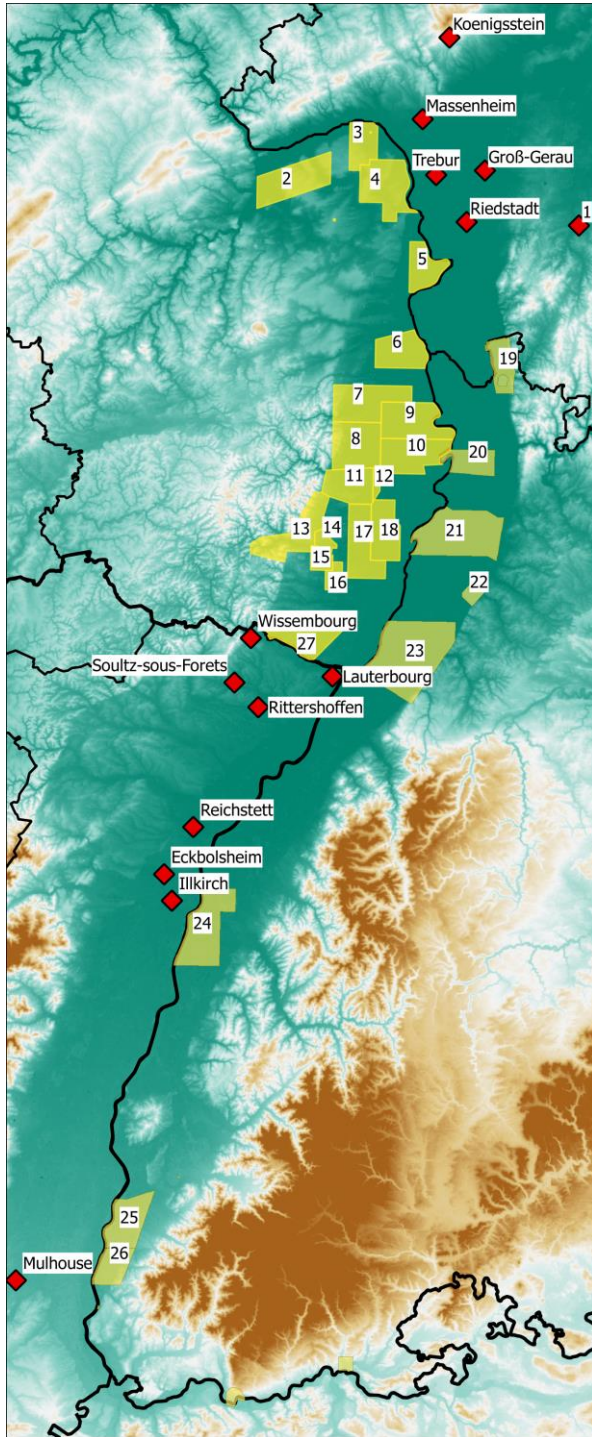 Koenigsstein
Massenheim
3
Trebur
Groß-Gerau
2
4
Riedstadt
1
5
6
19
7
9
8
10
20
11
12
13
14
17
18
21
15
16
22
Wissembourg
27
23
Soultz-sous-Forets
Lauterbourg
Rittershoffen
Reichstett
Eckbolsheim
Illkirch
24
25
26
Mulhouse